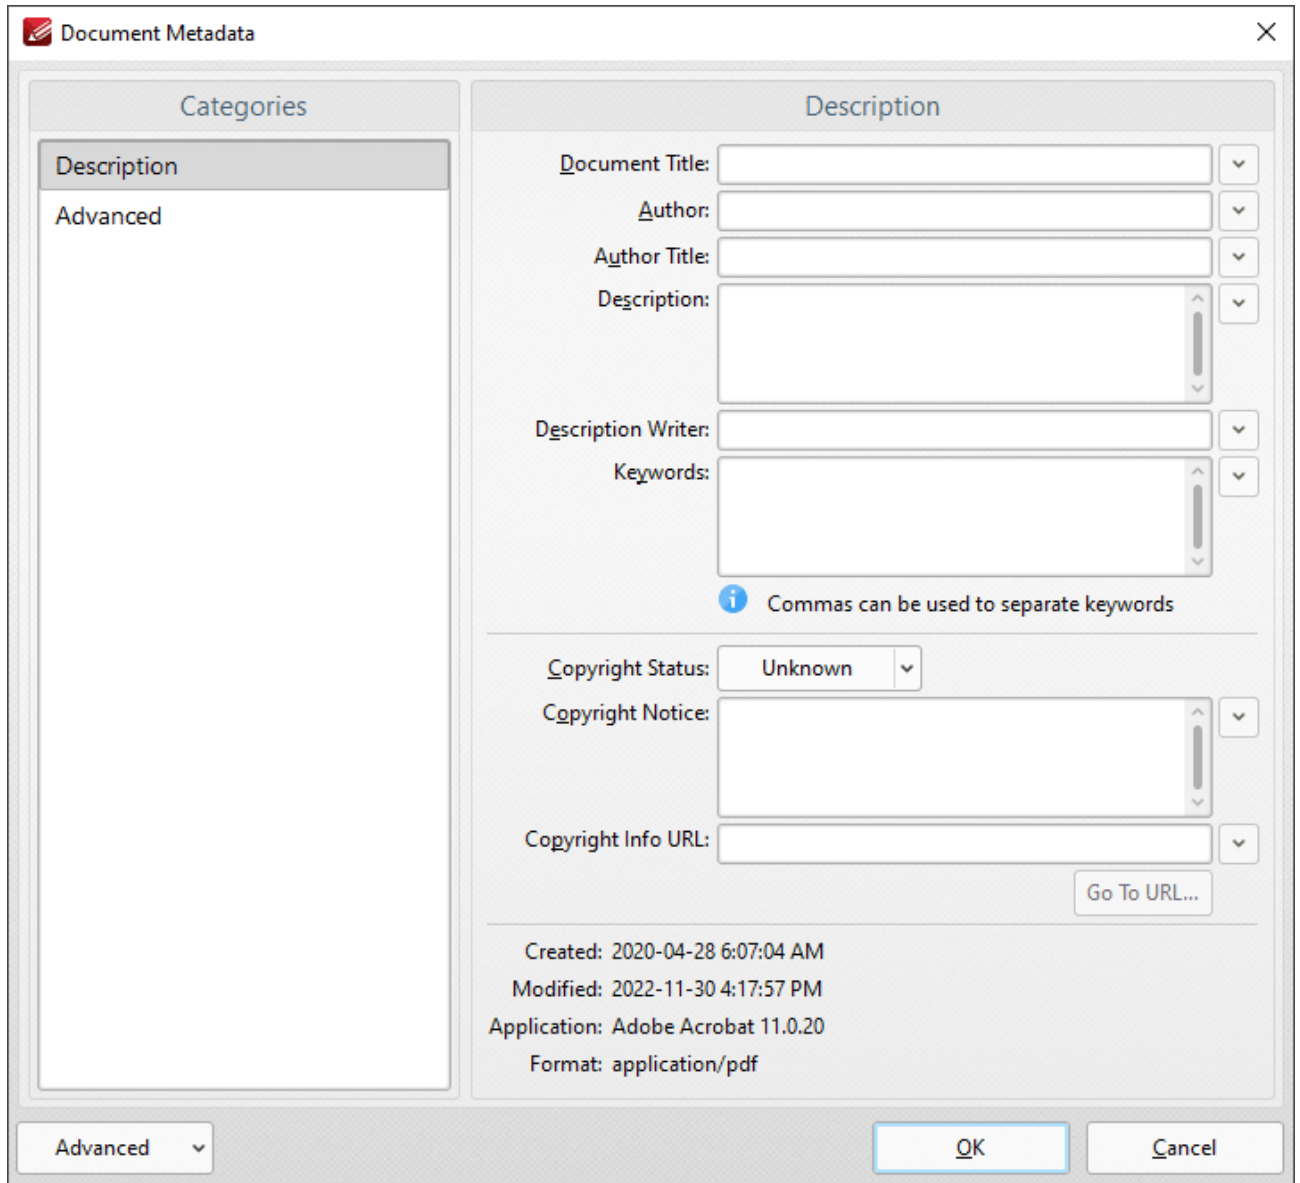 Document Metadata
Categories
Description
Advanced
Description
Document Title:
Author:
Author Title:
Description:
Description Writer:
Keywords:
Commas can be used to separate keywords
Copyright Status: Unknown
Copyright Notice:
Copyright Info URL:
Go To URL...
Created: 2020-04-28 6:07:04 AM
Modified: 2022-11-30 4:17:57 PM
Application: Adobe Acrobat 11.0.20
Format: application/pdf
Advanced
OK
Cancel